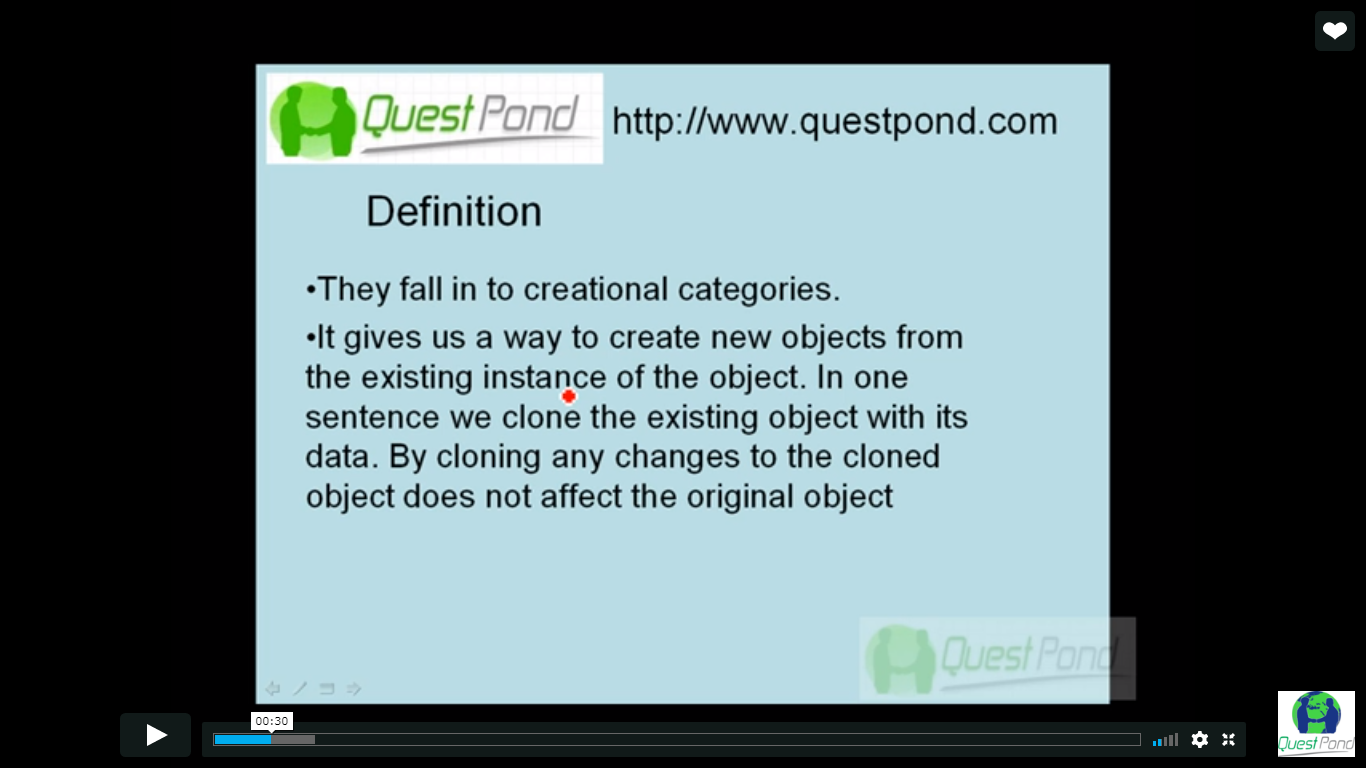 QuestPond http://www.questpond.com
Definition
•They fall in to creational categories.
•It gives us a way to create new objects from
the existing instance of the object. In one
sentence we clone the existing object with its
data. By cloning any changes to the cloned
object does not affect the original object
QuestPond
00:30
QuestPond